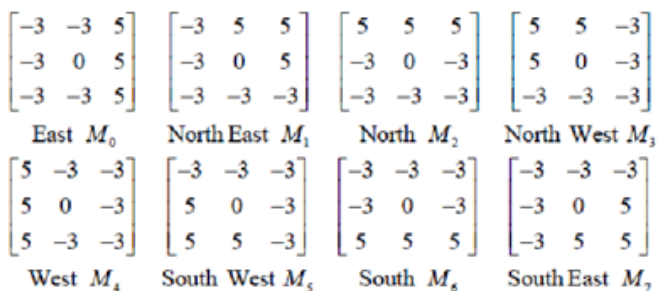 -3 -3 5 -3 5 5 5 5 5 5 5 -3
-3 0 5 -3 0 5 -3 0 -3 5 0 -3
-3 -3 5 -3 -3 -3 -3 -3 -3 -3 -3 -3
East M₀ North East M₁ North M₂ North West M₃
5 -3 -3 -3 -3 -3 -3 -3 -3 -3 -3 -3
5 0 -3 5 0 -3 -3 0 -3 -3 0 5
5 -3 -3 5 5 -3 5 5 5 -3 5 5
West M₄ South West M₅ South M₆ South East M₇